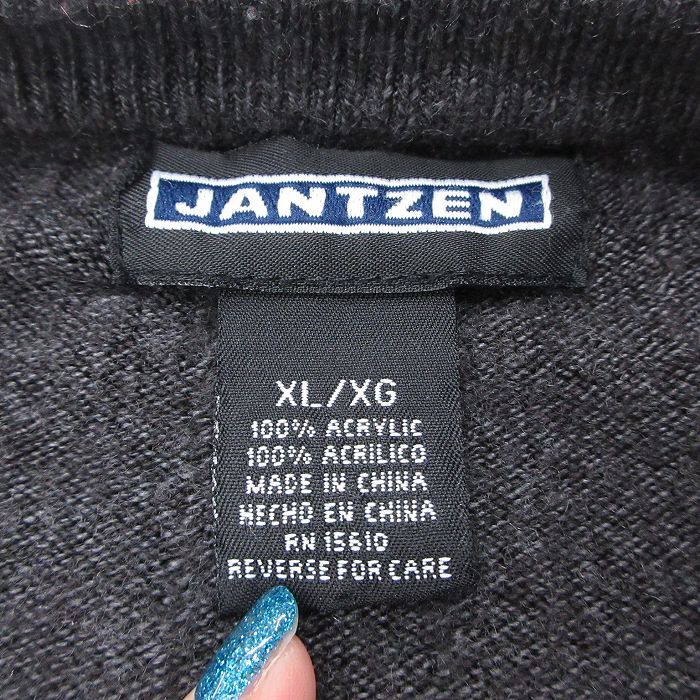 JANTZEN
XL/XG
100% ACRYLIC
100% ACRILICO
MADE IN CHINA
HECHO EN CHINA
RN 15610
REVERSE FOR CARE